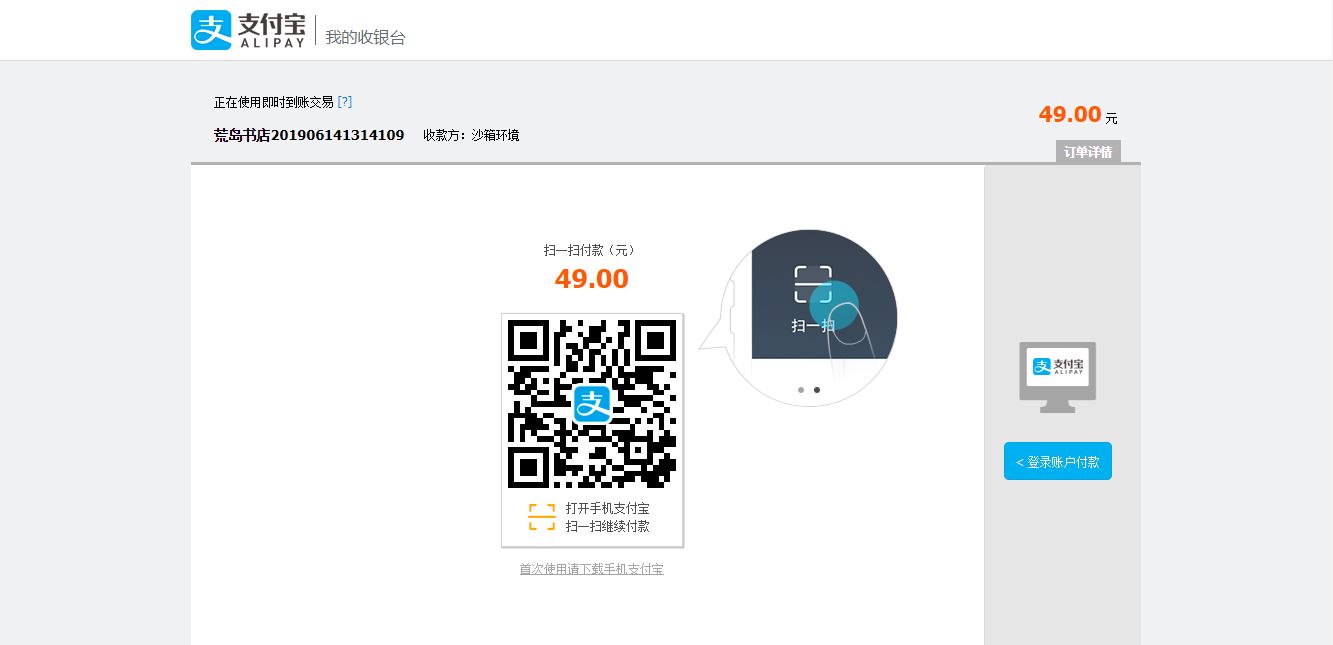 支付宝
ALIPAY
我的收银台
正在使用即时到账交易 [?]
荒岛书店201906141314109 收款方：沙箱环境
49.00 元
订单详情
扫一扫付款（元）
49.00
扫一扫
支
打开手机支付宝
扫一扫继续付款
首次使用请下载手机支付宝
支付宝
ALIPAY
< 登录账户付款